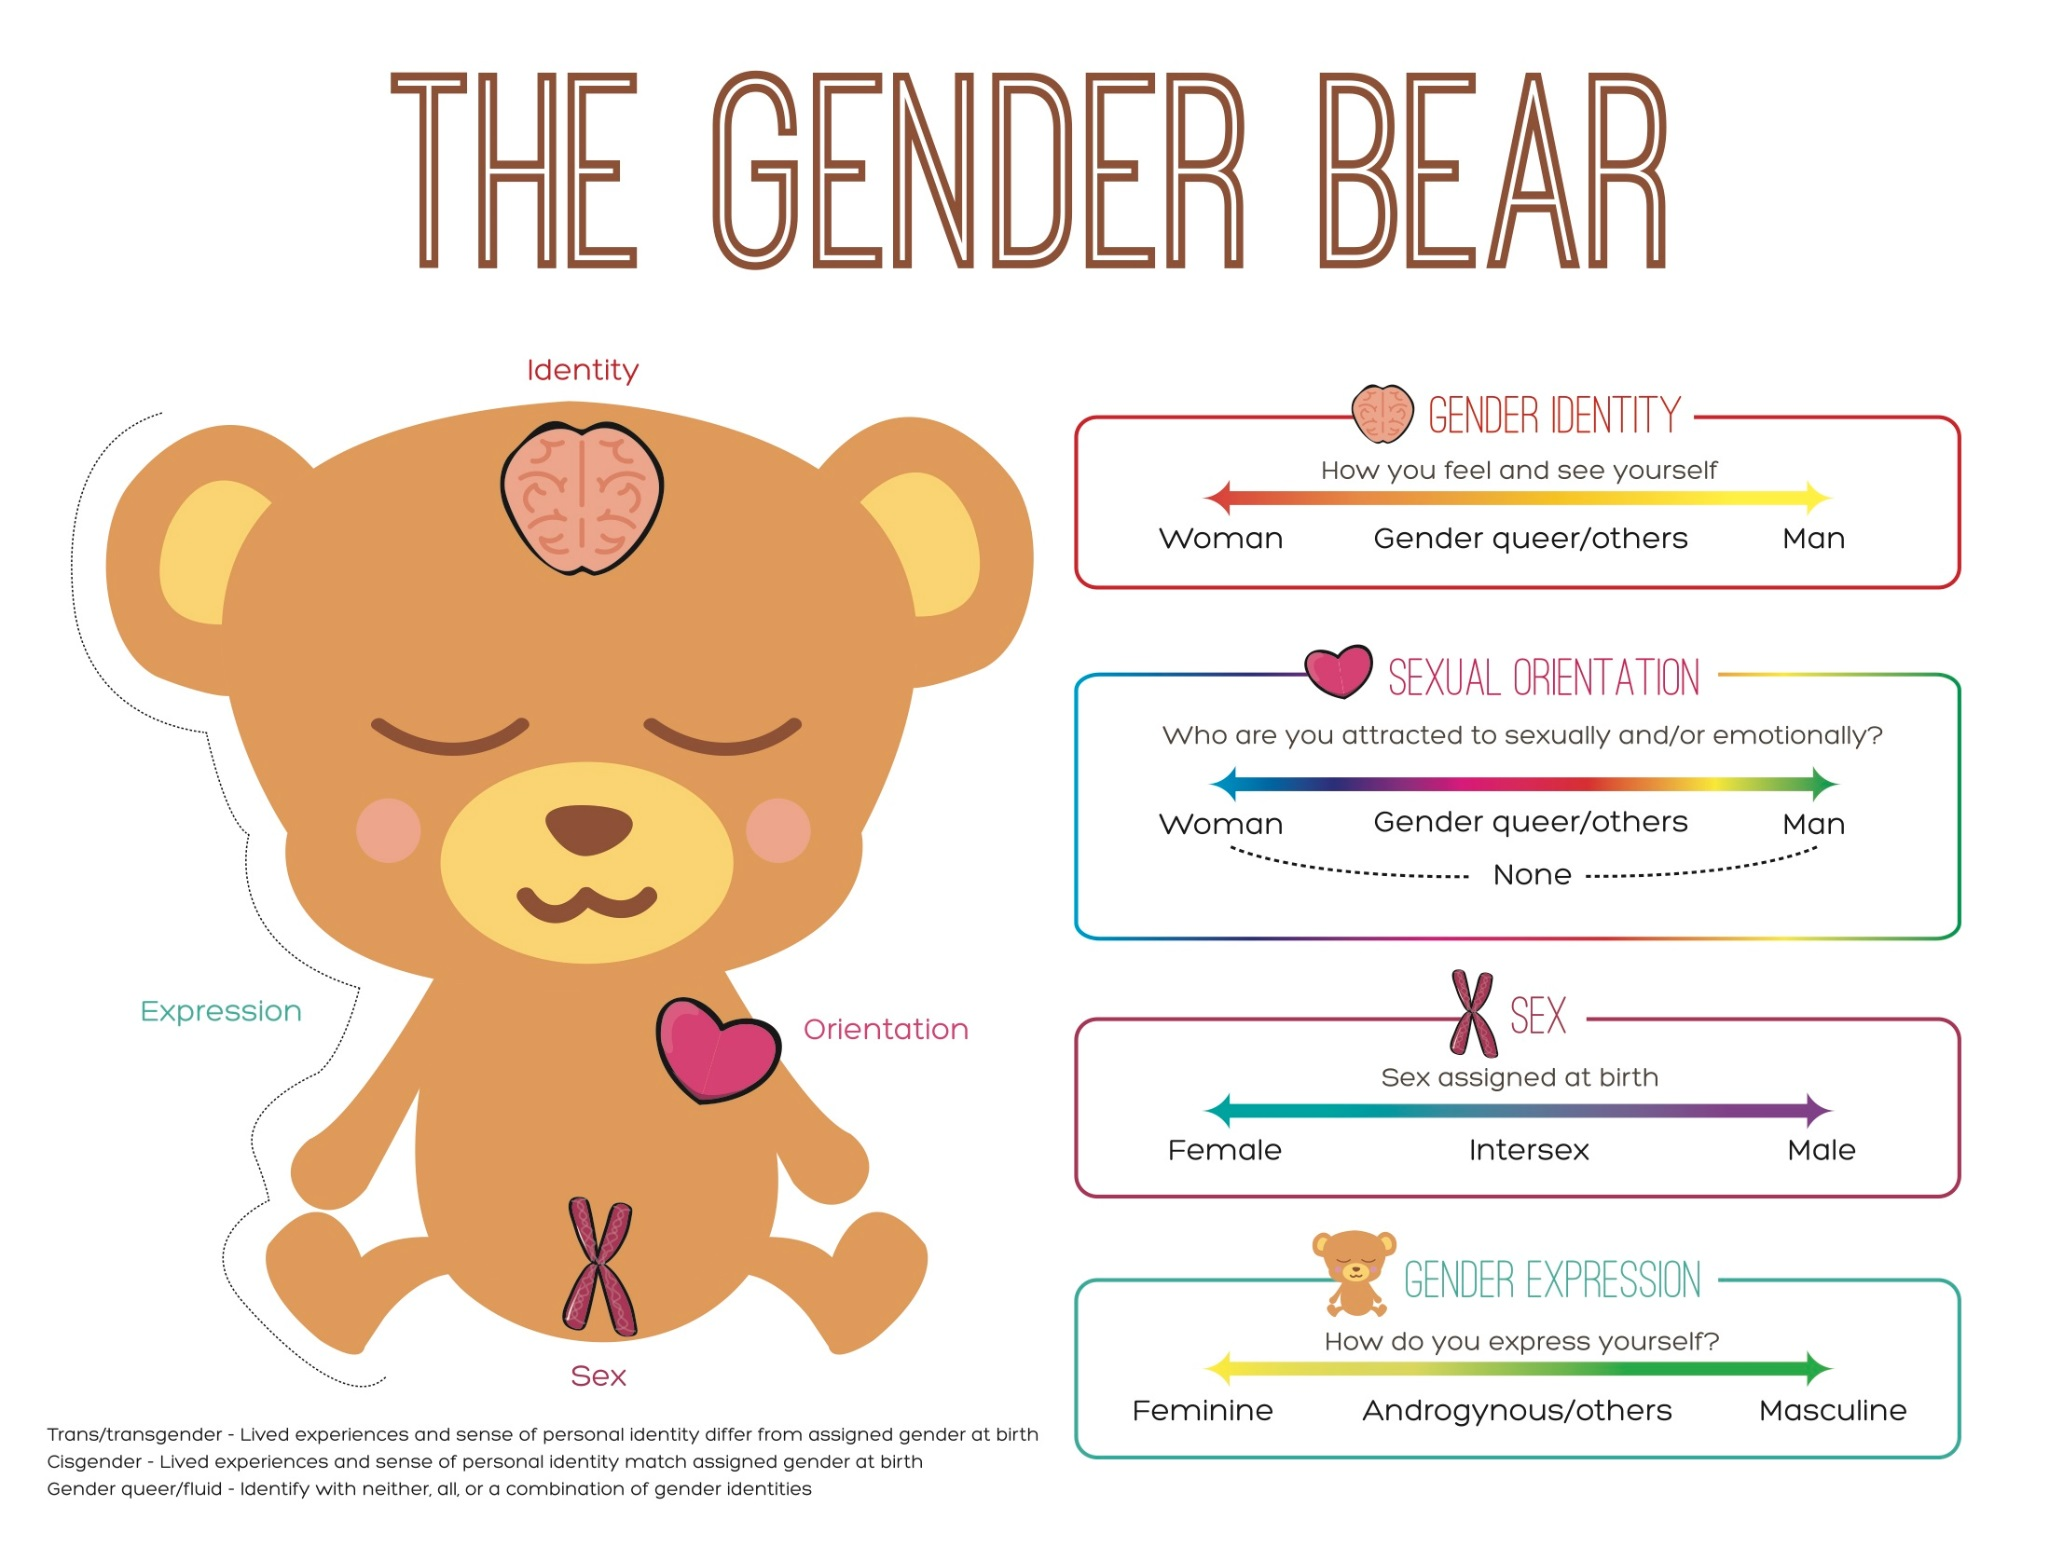 THE GENDER BEAR
Identity
Expression
Orientation
Sex
GENDER IDENTITY
How you feel and see yourself
Woman Gender queer/others Man
SEXUAL ORIENTATION
Who are you attracted to sexually and/or emotionally?
Woman Gender queer/others Man
None
SEX
Sex assigned at birth
Female Intersex Male
GENDER EXPRESSION
How do you express yourself?
Feminine Androgynous/others Masculine
Trans/transgender - Lived experiences and sense of personal identity differ from assigned gender at birth
Cisgender - Lived experiences and sense of personal identity match assigned gender at birth
Gender queer/fluid - Identify with neither, all, or a combination of gender identities